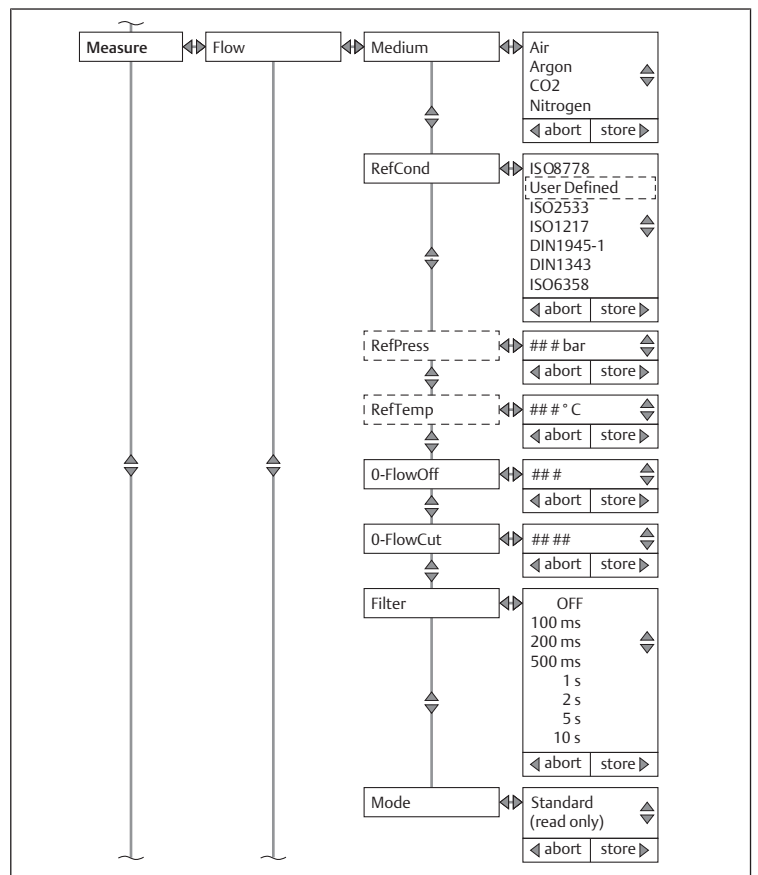 Measure
Flow
Medium
Air
Argon
CO2
Nitrogen
abort
store
RefCond
ISO8778
User Defined
ISO2533
ISO1217
DIN1945-1
DIN1343
ISO6358
abort
store
RefPress
## # bar
abort
store
RefTemp
## # ° C
abort
store
0-FlowOff
## #
abort
store
0-FlowCut
## ##
abort
store
Filter
OFF
100 ms
200 ms
500 ms
1 s
2 s
5 s
10 s
abort
store
Mode
Standard
(read only)
abort
store